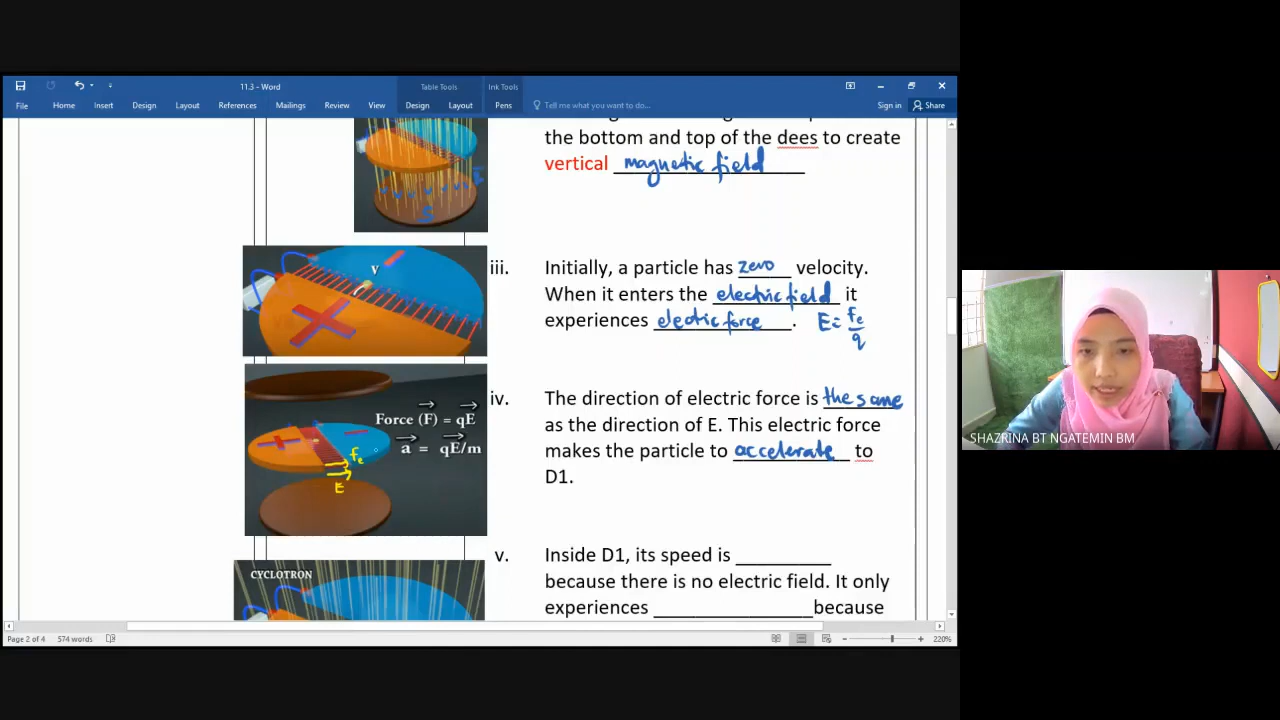 11.3 - Word
Table Tools
Ink Tools
File
Home
Insert
Design
Layout
References
Mailings
Review
View
Design
Layout
Pens
Tell me what you want to do...
Sign in
Share
the bottom and top of the dees to create
vertical magnetic field
S
V
iii. Initially, a particle has zero velocity.
When it enters the electric field it
experiences electric force. E = Fe/q
Force (F) = qE
a = qE/m
Fe
E
iv. The direction of electric force is the same
as the direction of E. This electric force
makes the particle to accelerate to
D1.
CYCLOTRON
v. Inside D1, its speed is _________
because there is no electric field. It only
experiences _______________ because
Page 2 of 4
574 words
220%
SHAZRINA BT NGATEMIN BM